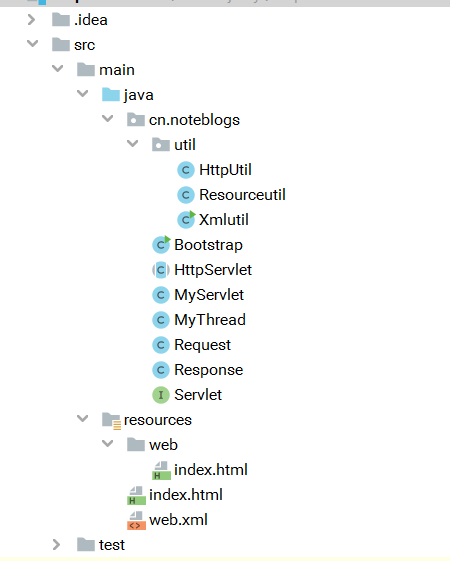 .idea
src
main
java
cn.noteblogs
util
HttpUtil
Resourceutil
Xmlutil
Bootstrap
HttpServlet
MyServlet
MyThread
Request
Response
Servlet
resources
web
index.html
index.html
web.xml
test